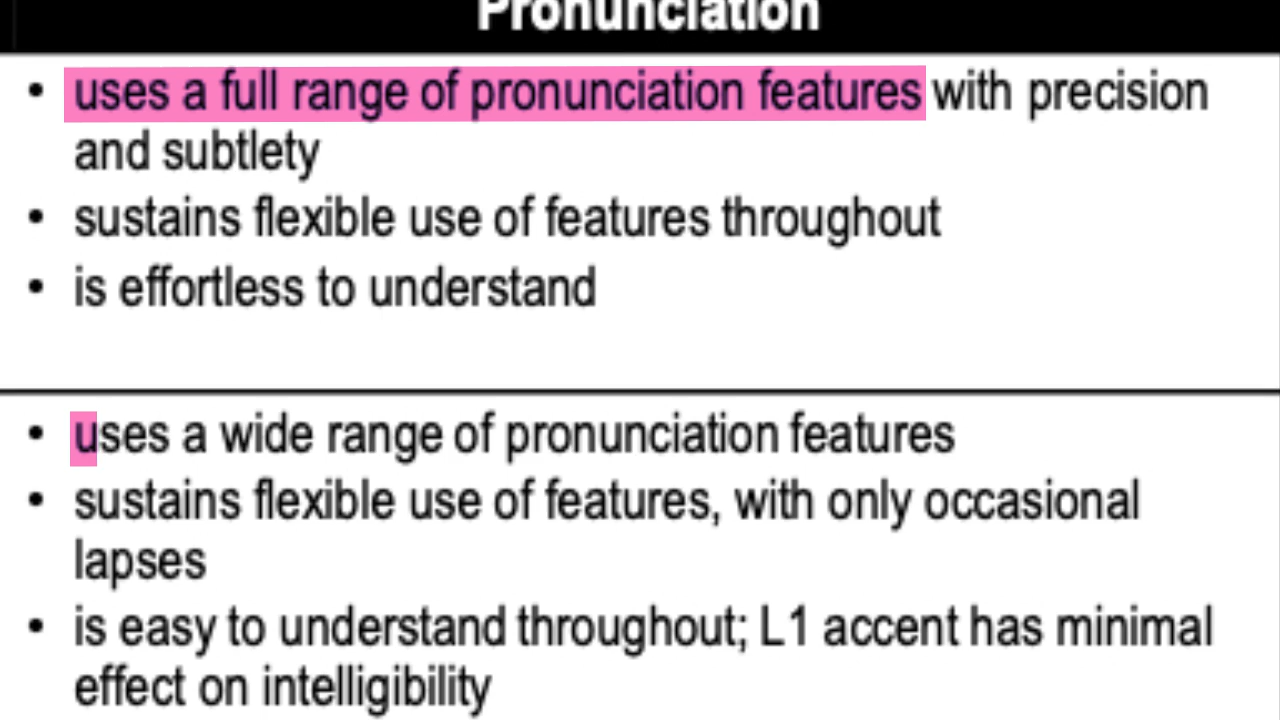 Pronunciation
• uses a full range of pronunciation features with precision
and subtlety
• sustains flexible use of features throughout
• is effortless to understand
• uses a wide range of pronunciation features
• sustains flexible use of features, with only occasional
lapses
• is easy to understand throughout; L1 accent has minimal
effect on intelligibility